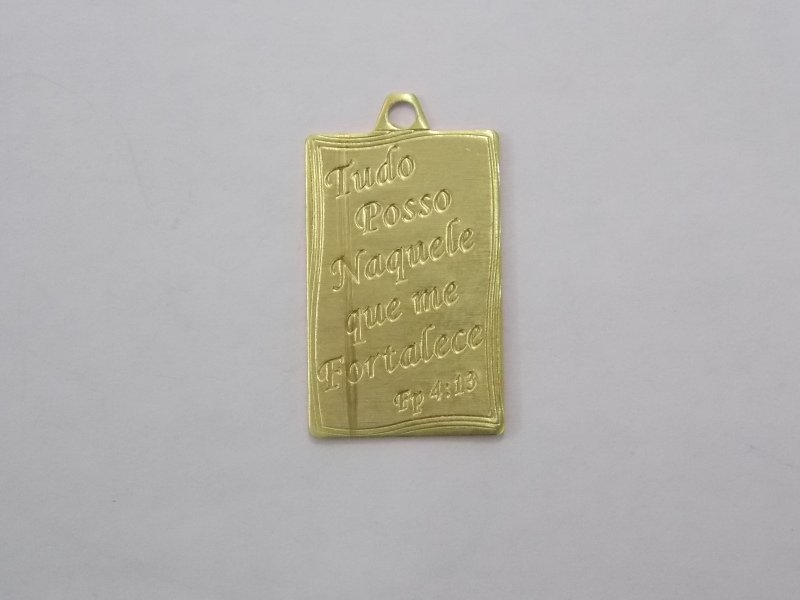 Tudo
Posso
Naquele
que me
Fortalece
Fp 4:13